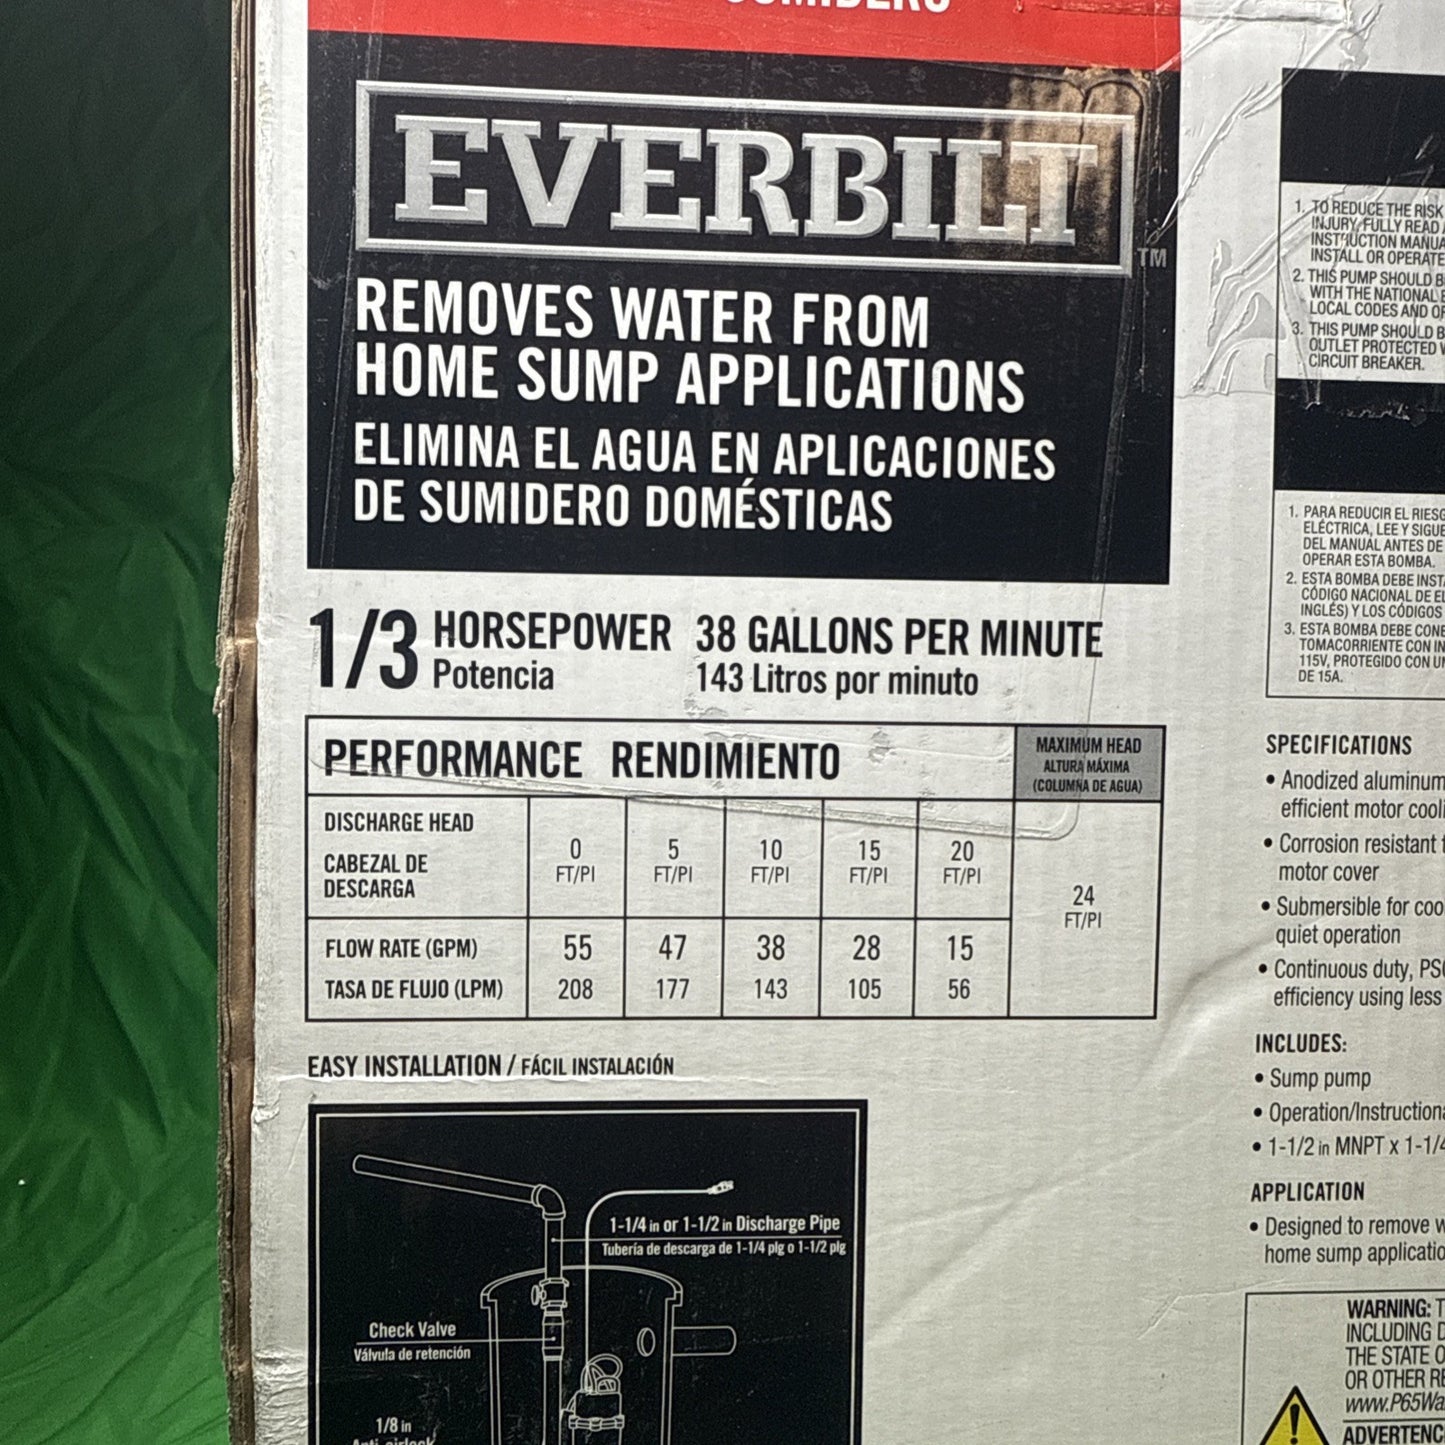 EVERBILT
TM
REMOVES WATER FROM
HOME SUMP APPLICATIONS
ELIMINA EL AGUA EN APLICACIONES
DE SUMIDERO DOMÉSTICAS
1/3 HORSEPOWER 38 GALLONS PER MINUTE
Potencia 143 Litros por minuto
PERFORMANCE RENDIMIENTO
MAXIMUM HEAD
ALTURA MÁXIMA
(COLUMNA DE AGUA)
DISCHARGE HEAD
CABEZAL DE
DESCARGA
0 5 10 15 20
FT/PI FT/PI FT/PI FT/PI FT/PI
24
FT/PI
FLOW RATE (GPM) 55 47 38 28 15
TASA DE FLUJO (LPM) 208 177 143 105 56
EASY INSTALLATION / FÁCIL INSTALACIÓN
1-1/4 in or 1-1/2 in Discharge Pipe
Tubería de descarga de 1-1/4 plg o 1-1/2 plg
Check Valve
Válvula de retención
1/8 in
1. TO REDUCE THE RISK
INJURY, FULLY READ
INSTRUCTION MANUA
INSTALL OR OPERATE
2. THIS PUMP SHOULD B
WITH THE NATIONAL
LOCAL CODES AND
3. THIS PUMP SHOULD B
OUTLET PROTECTED
CIRCUIT BREAKER.
1. PARA REDUCIR EL RIESG
ELÉCTRICA, LEE Y SIGUE
DEL MANUAL ANTES DE
OPERAR ESTA BOMBA.
2. ESTA BOMBA DEBE INST
CÓDIGO NACIONAL DE EL
INGLÉS) Y LOS CÓDIGOS
3. ESTA BOMBA DEBE CONE
TOMACORRIENTE CON IN
115V, PROTEGIDO CON UN
DE 15A.
SPECIFICATIONS
• Anodized aluminum
efficient motor cooli
• Corrosion resistant
motor cover
• Submersible for coo
quiet operation
• Continuous duty, PSC
efficiency using less
INCLUDES:
• Sump pump
• Operation/Instructiona
• 1-1/2 in MNPT x 1-1/4
APPLICATION
• Designed to remove w
home sump applicatio
WARNING: T
INCLUDING
THE STATE O
OR OTHER RE
www.P65Wa
ADVERTENC